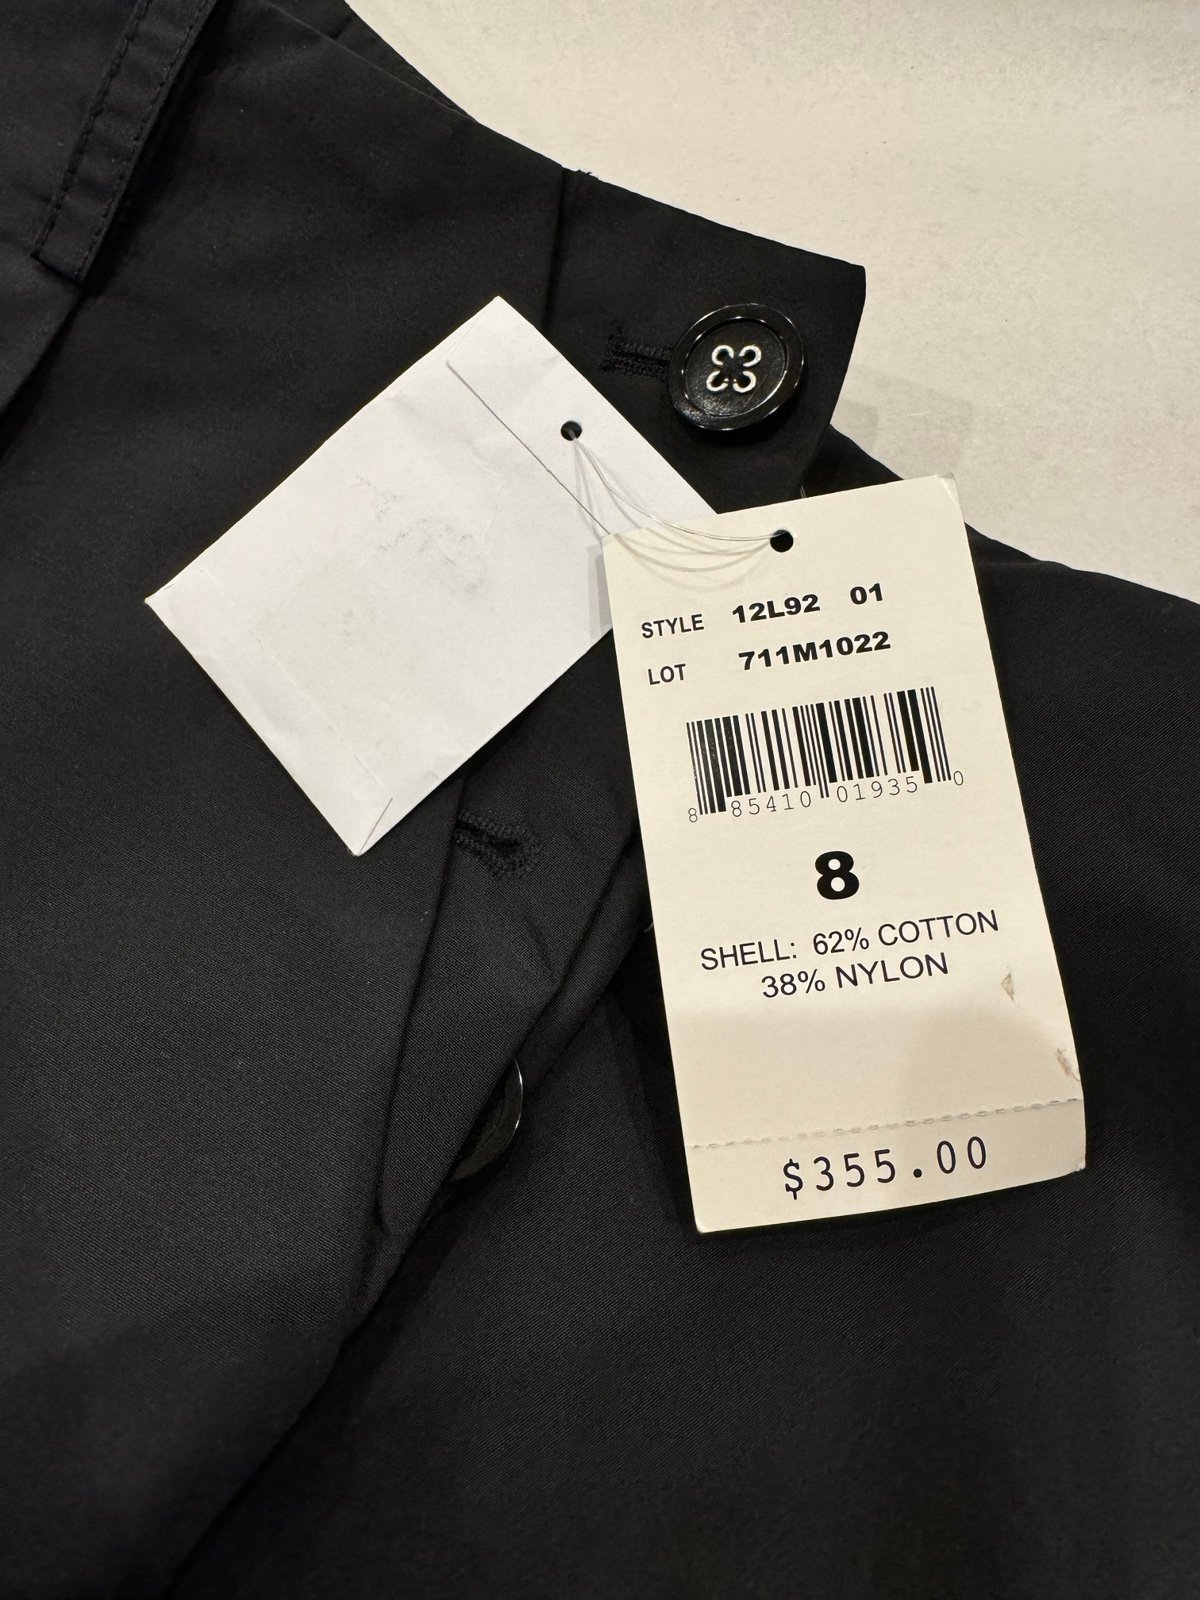 STYLE 12L92 01
LOT 711M1022
8 85410 01935 0
8
SHELL: 62% COTTON
38% NYLON
$355.00